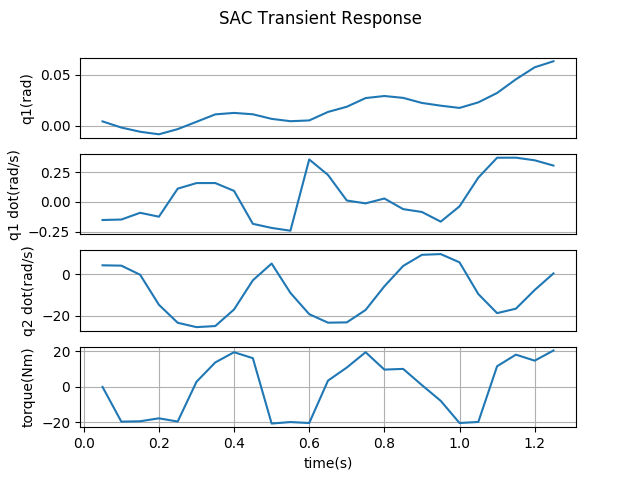 SAC Transient Response
q1(rad)
0.05
0.00
q1 dot(rad/s)
0.25
0.00
−0.25
q2 dot(rad/s)
0
−20
torque(Nm)
20
0
−20
0.0 0.2 0.4 0.6 0.8 1.0 1.2
time(s)